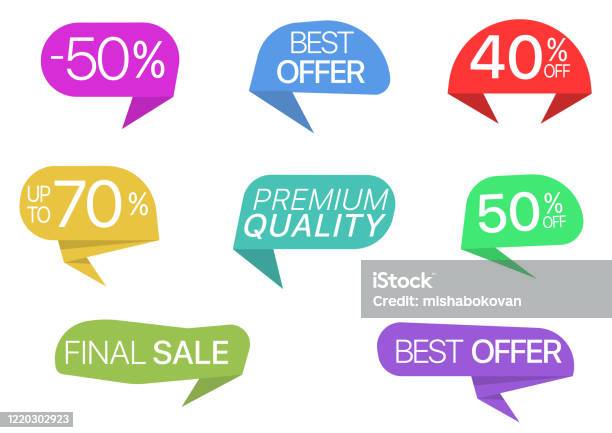 -50%
BEST
OFFER
40% OFF
UP TO 70%
PREMIUM
QUALITY
50% OFF
iStock
Credit: mishabokovan
FINAL SALE
BEST OFFER
1220302923